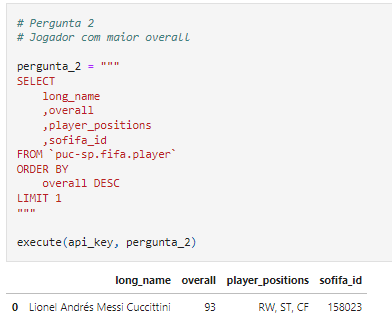 # Pergunta 2
# Jogador com maior overall
pergunta_2 = """
SELECT
    long_name
    ,overall
    ,player_positions
    ,sofifa_id
FROM `puc-sp.fifa.player`
ORDER BY
    overall DESC
LIMIT 1
"""
execute(api_key, pergunta_2)
long_name overall player_positions sofifa_id
0 Lionel Andrés Messi Cuccittini 93 RW, ST, CF 158023